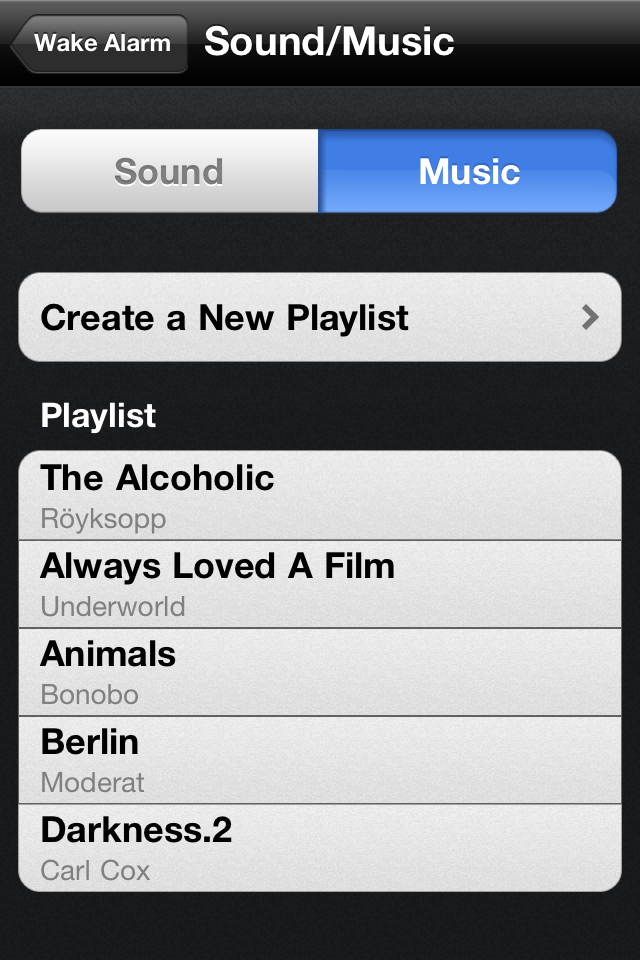 Wake Alarm
Sound/Music
Sound
Music
Create a New Playlist
Playlist
The Alcoholic
Röyksopp
Always Loved A Film
Underworld
Animals
Bonobo
Berlin
Moderat
Darkness.2
Carl Cox